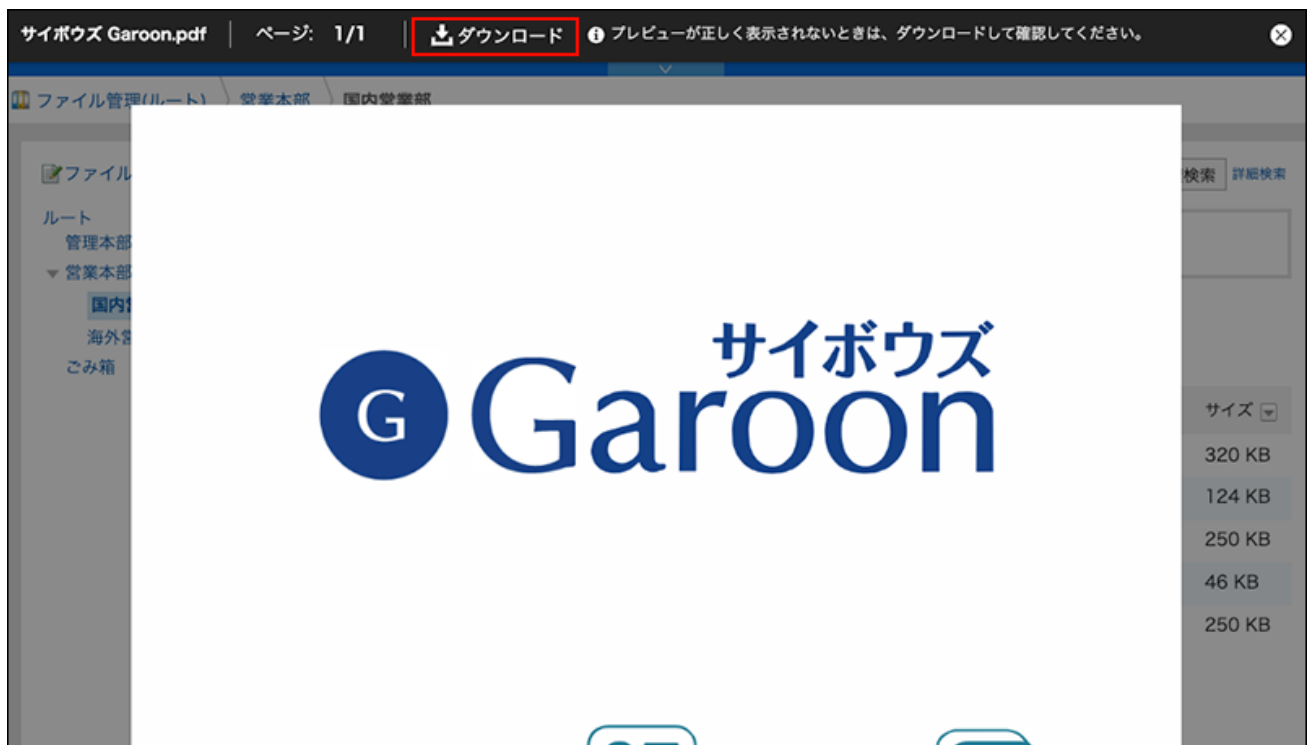 サイボウズ Garoon.pdf ページ: 1/1 ダウンロード プレビューが正しく表示されないときは、ダウンロードして確認してください。
ファイル管理(ルート) 営業本部 国内営業部
ファイル
検索 詳細検索
ルート
管理本部
営業本部
国内
海外
ごみ箱
サイボウズ
G Garoon
サイズ
320 KB
124 KB
250 KB
46 KB
250 KB